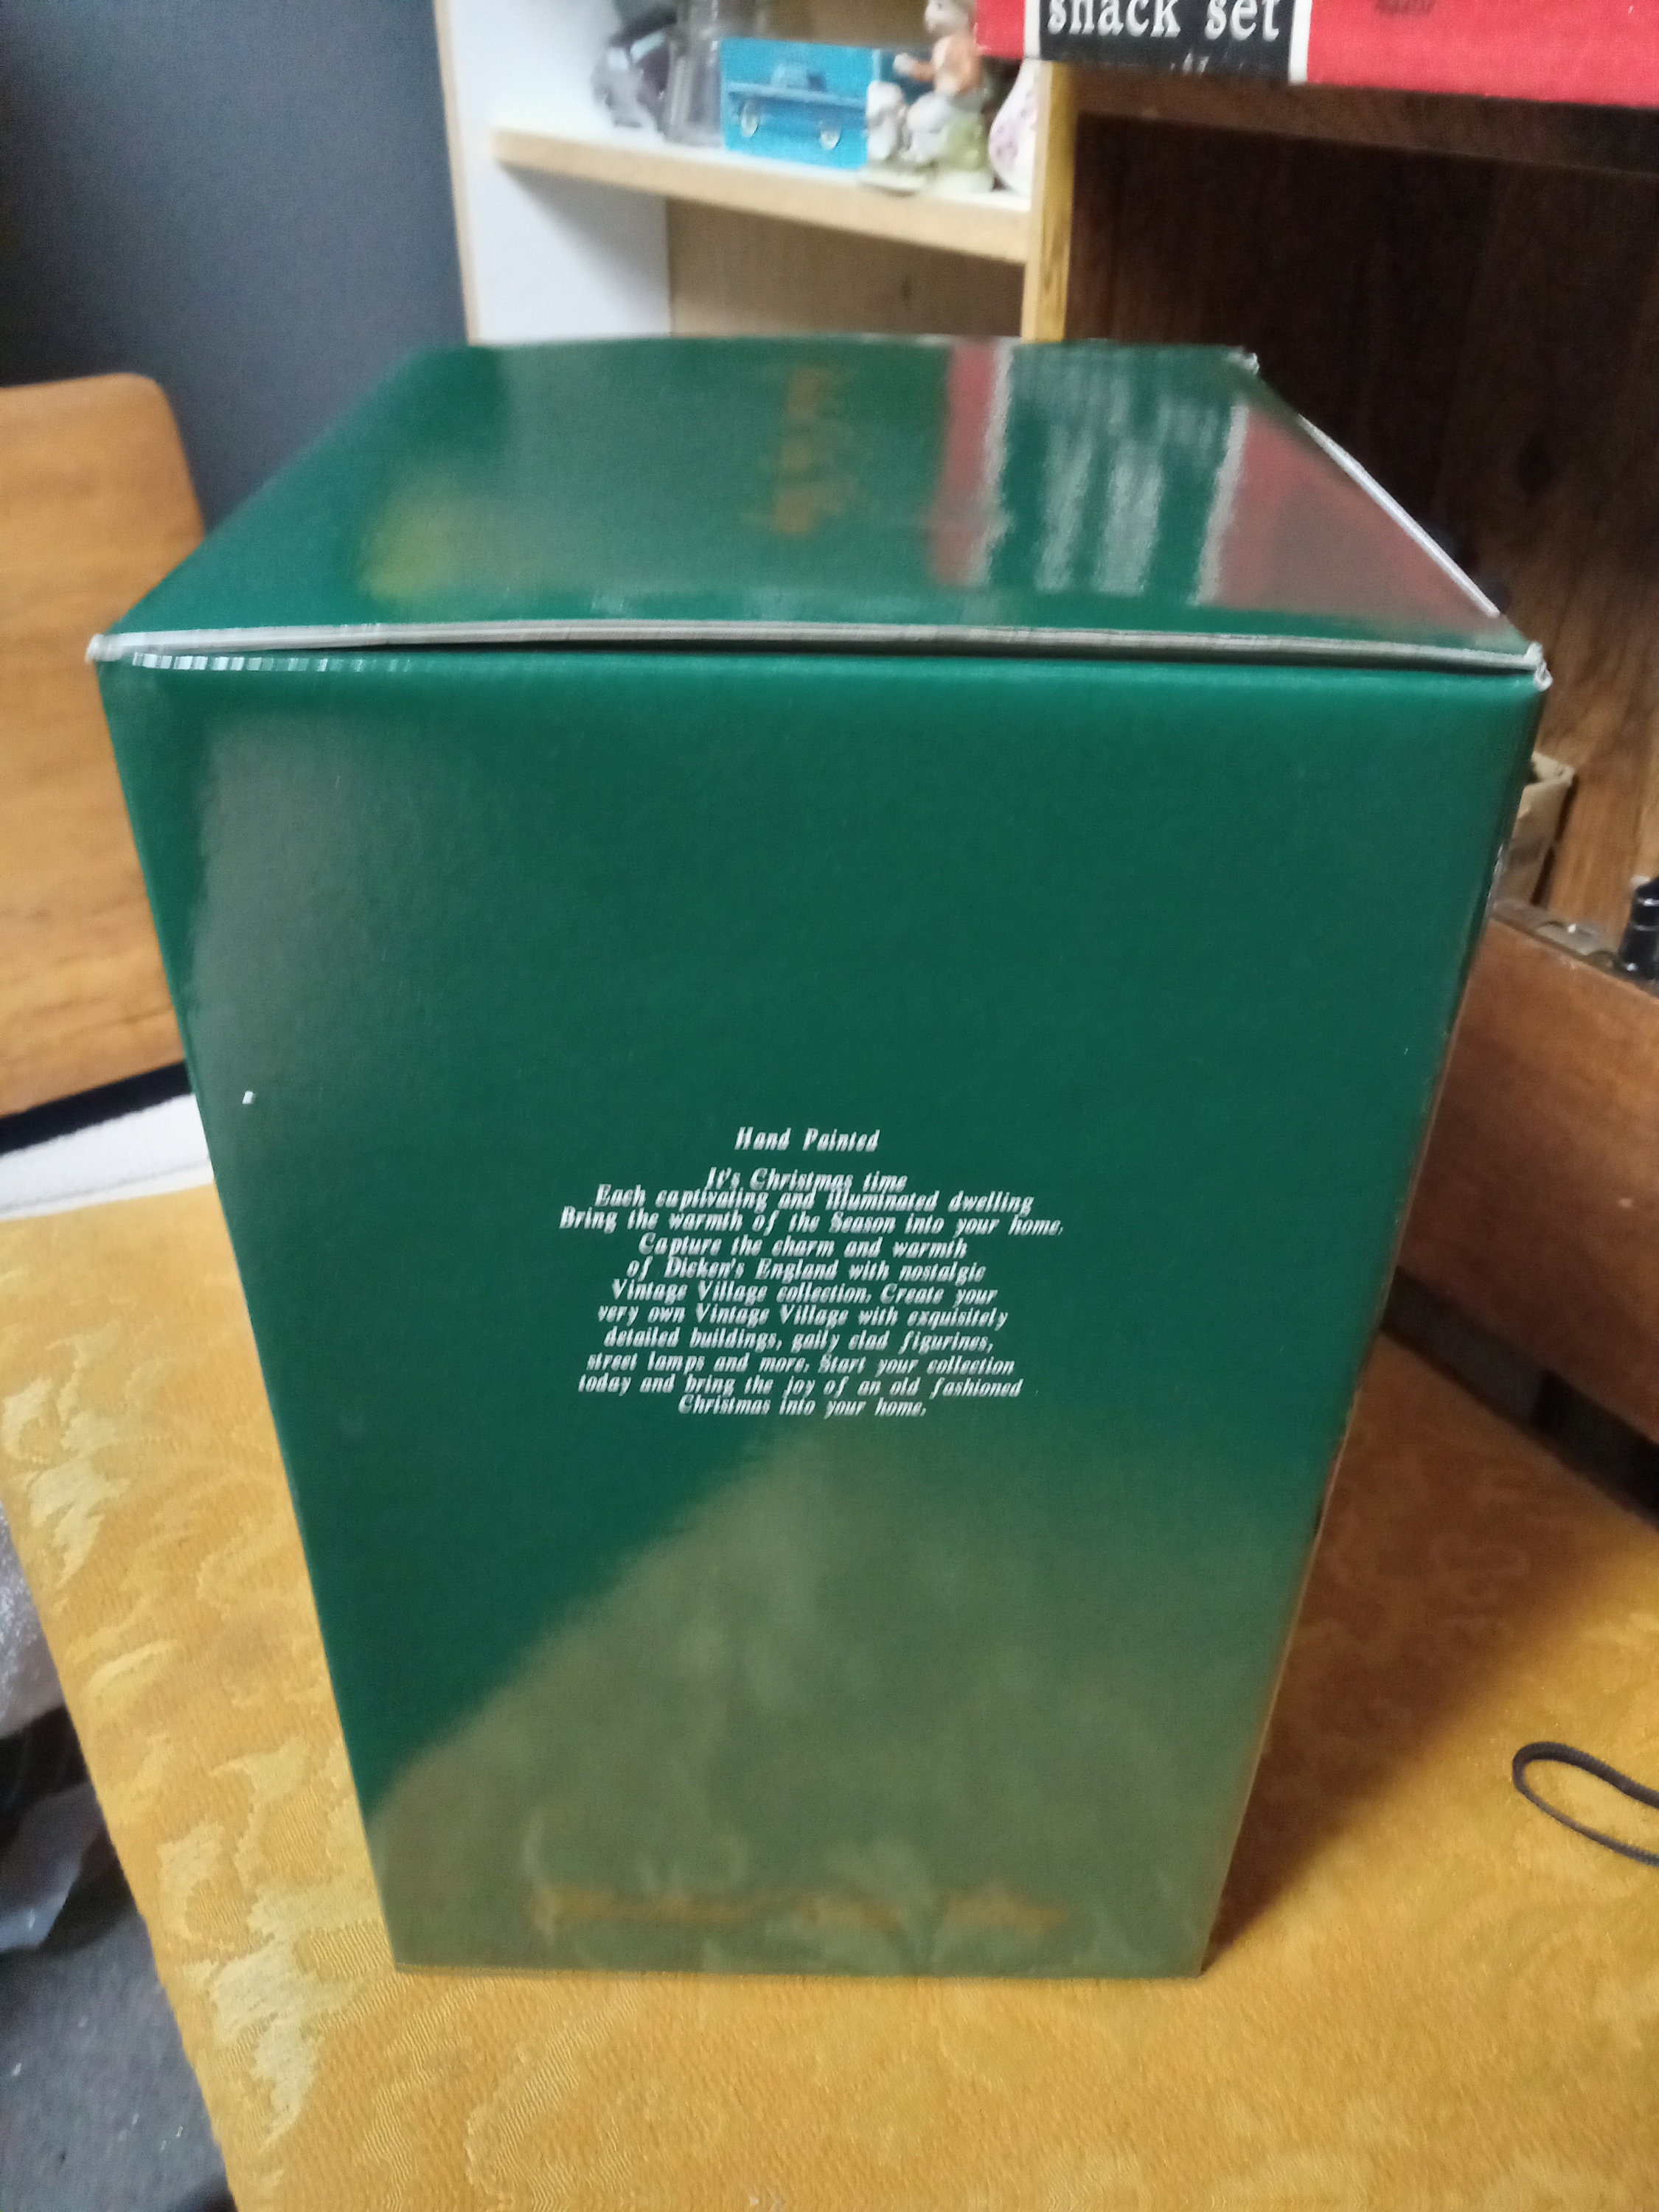 snack set
Hand Painted
It's Christmas time
Each captivating and illuminated dwelling
Bring the warmth of the Season into your home.
Capture the charm and warmth
of Dicken's England with nostalgic
Vintage Village collection. Create your
very own Vintage Village with exquisitely
detailed buildings, gaily clad figurines,
street lamps and more. Start your collection
today and bring the joy of an old fashioned
Christmas into your home.